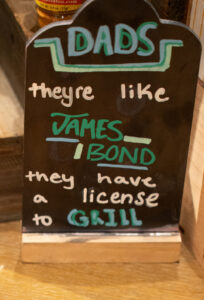 DADS
theyre like
JAMES
BOND
they have
a license
to GRILL